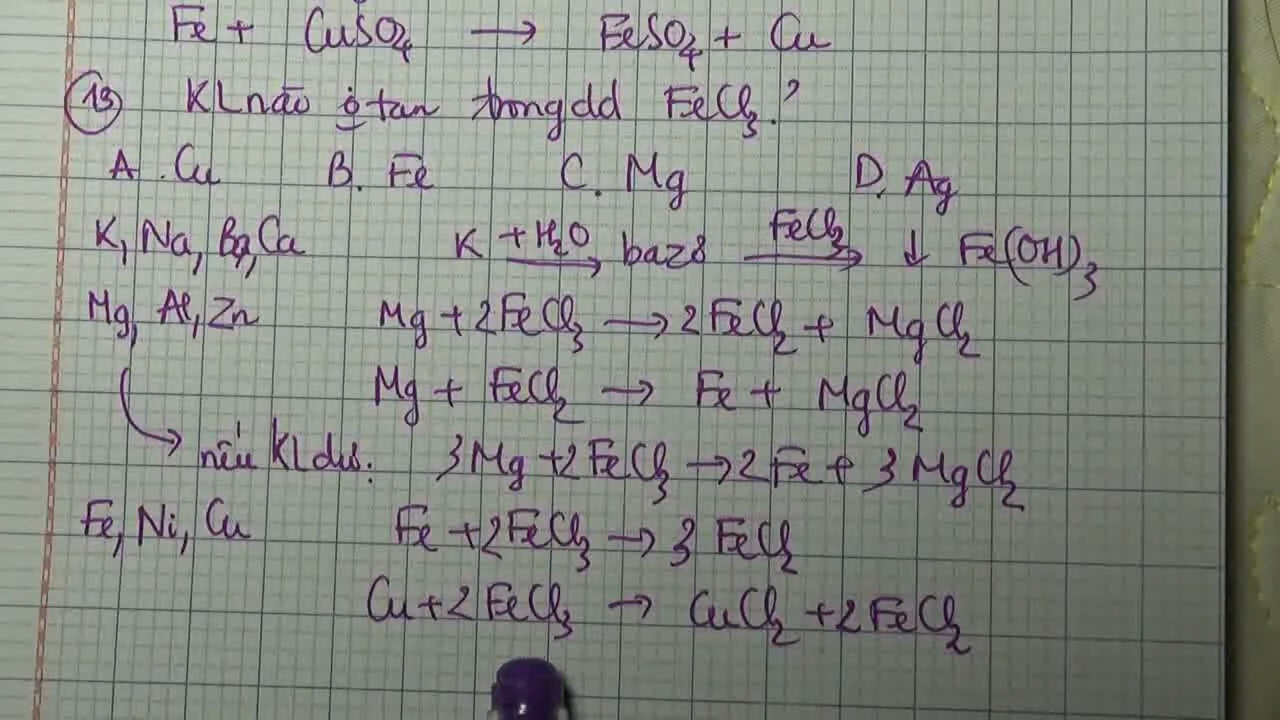 Fe + CuSO4 → FeSO4 + Cu
13 KL nào o tan trong dd FeCl3?
A. Cu B. Fe C. Mg D. Ag
K, Na, Ba, Ca K +H2O → bazơ FeCl3 → ↓ Fe(OH)3
Mg, Al, Zn Mg + 2FeCl3 → 2FeCl2 + MgCl2
Mg + FeCl2 → Fe + MgCl2
→ nếu KL dư. 3Mg + 2FeCl3 → 2Fe + 3MgCl2
Fe, Ni, Cu Fe + 2FeCl3 → 3FeCl2
Cu + 2FeCl3 → CuCl2 + 2FeCl2